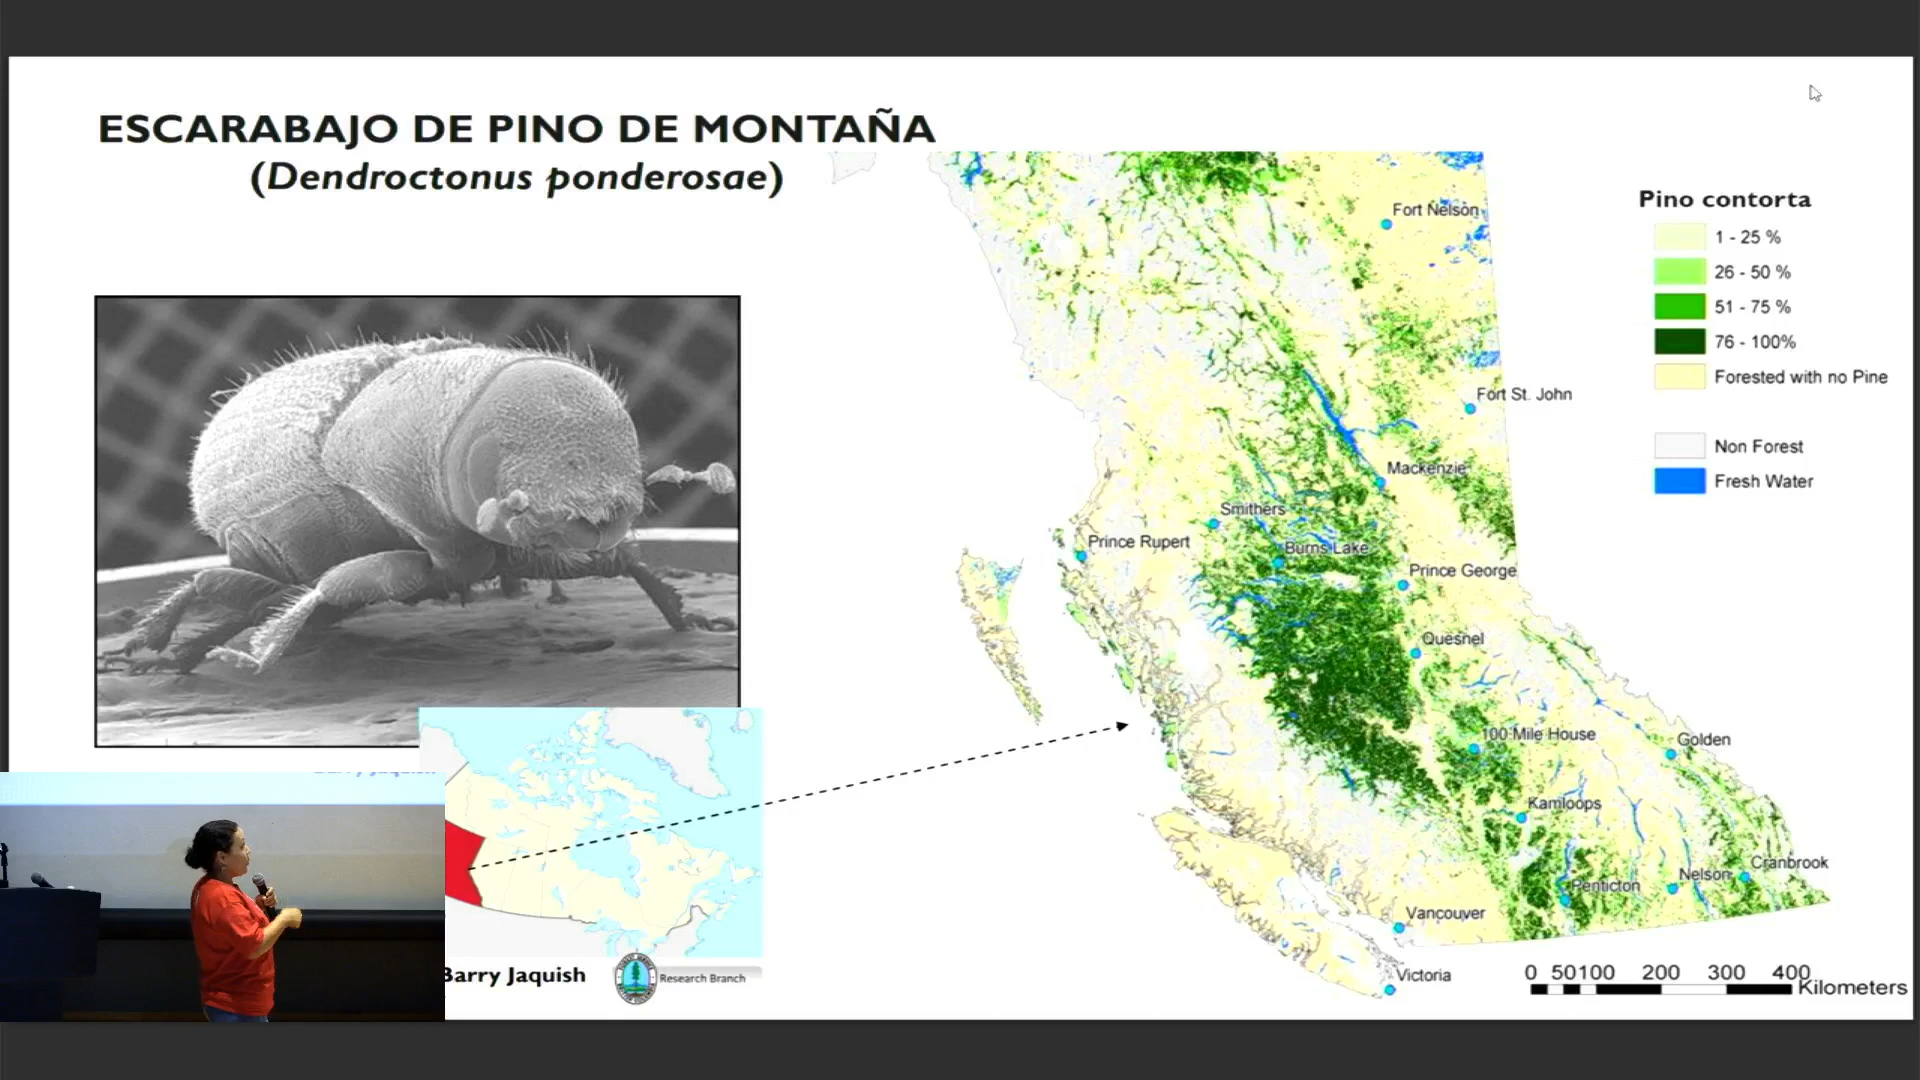 ESCARABAJO DE PINO DE MONTAÑA
(Dendroctonus ponderosae)
Pino contorta
1 - 25 %
26 - 50 %
51 - 75 %
76 - 100%
Forested with no Pine
Non Forest
Fresh Water
Fort Nelson
Fort St. John
Mackenzie
Smithers
Prince Rupert
Burns Lake
Prince George
Quesnel
100 Mile House
Golden
Kamloops
Cranbrook
Nelson
Penticton
Vancouver
Victoria
0 50 100 200 300 400
Kilometers
Barry Jaquish
Research Branch